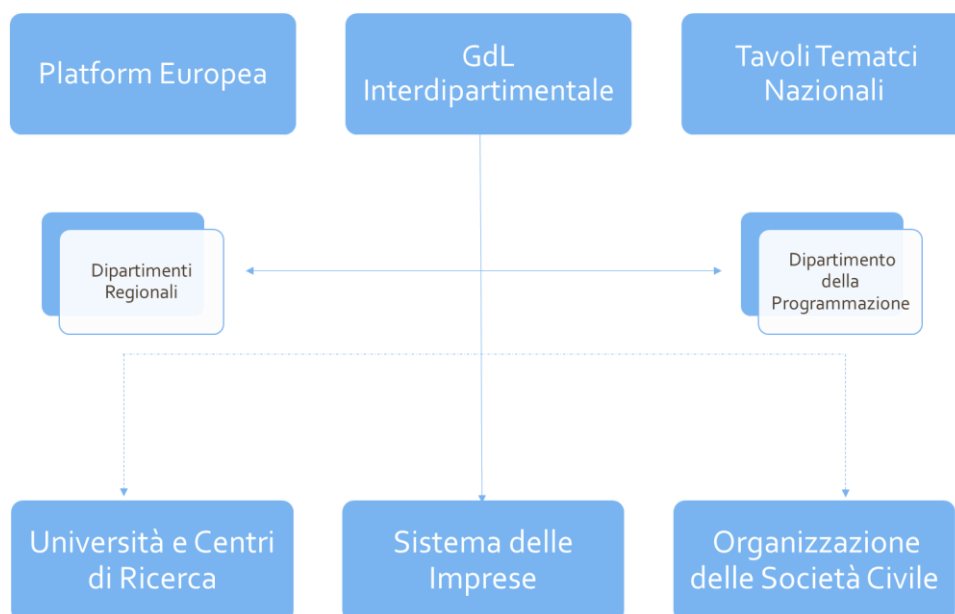 Platform Europea
GdL
Interdipartimentale
Tavoli Tematci
Nazionali
Dipartimenti
Regionali
Dipartimento
della
Programmazione
Università e Centri
di Ricerca
Sistema delle
Imprese
Organizzazione
delle Società Civile